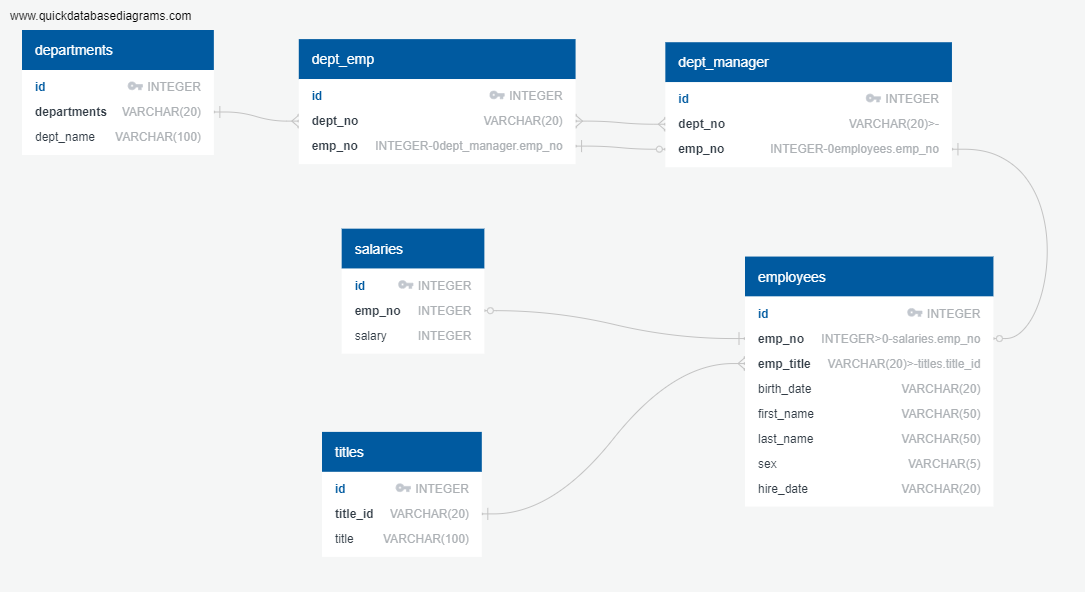 www.quickdatabasediagrams.com
departments
id INTEGER
departments VARCHAR(20)
dept_name VARCHAR(100)
dept_emp
id INTEGER
dept_no VARCHAR(20)
emp_no INTEGER-0dept_manager.emp_no
dept_manager
id INTEGER
dept_no VARCHAR(20)>-
emp_no INTEGER-0employees.emp_no
salaries
id INTEGER
emp_no INTEGER
salary INTEGER
employees
id INTEGER
emp_no INTEGER>0-salaries.emp_no
emp_title VARCHAR(20)>-titles.title_id
birth_date VARCHAR(20)
first_name VARCHAR(50)
last_name VARCHAR(50)
sex VARCHAR(5)
hire_date VARCHAR(20)
titles
id INTEGER
title_id VARCHAR(20)
title VARCHAR(100)